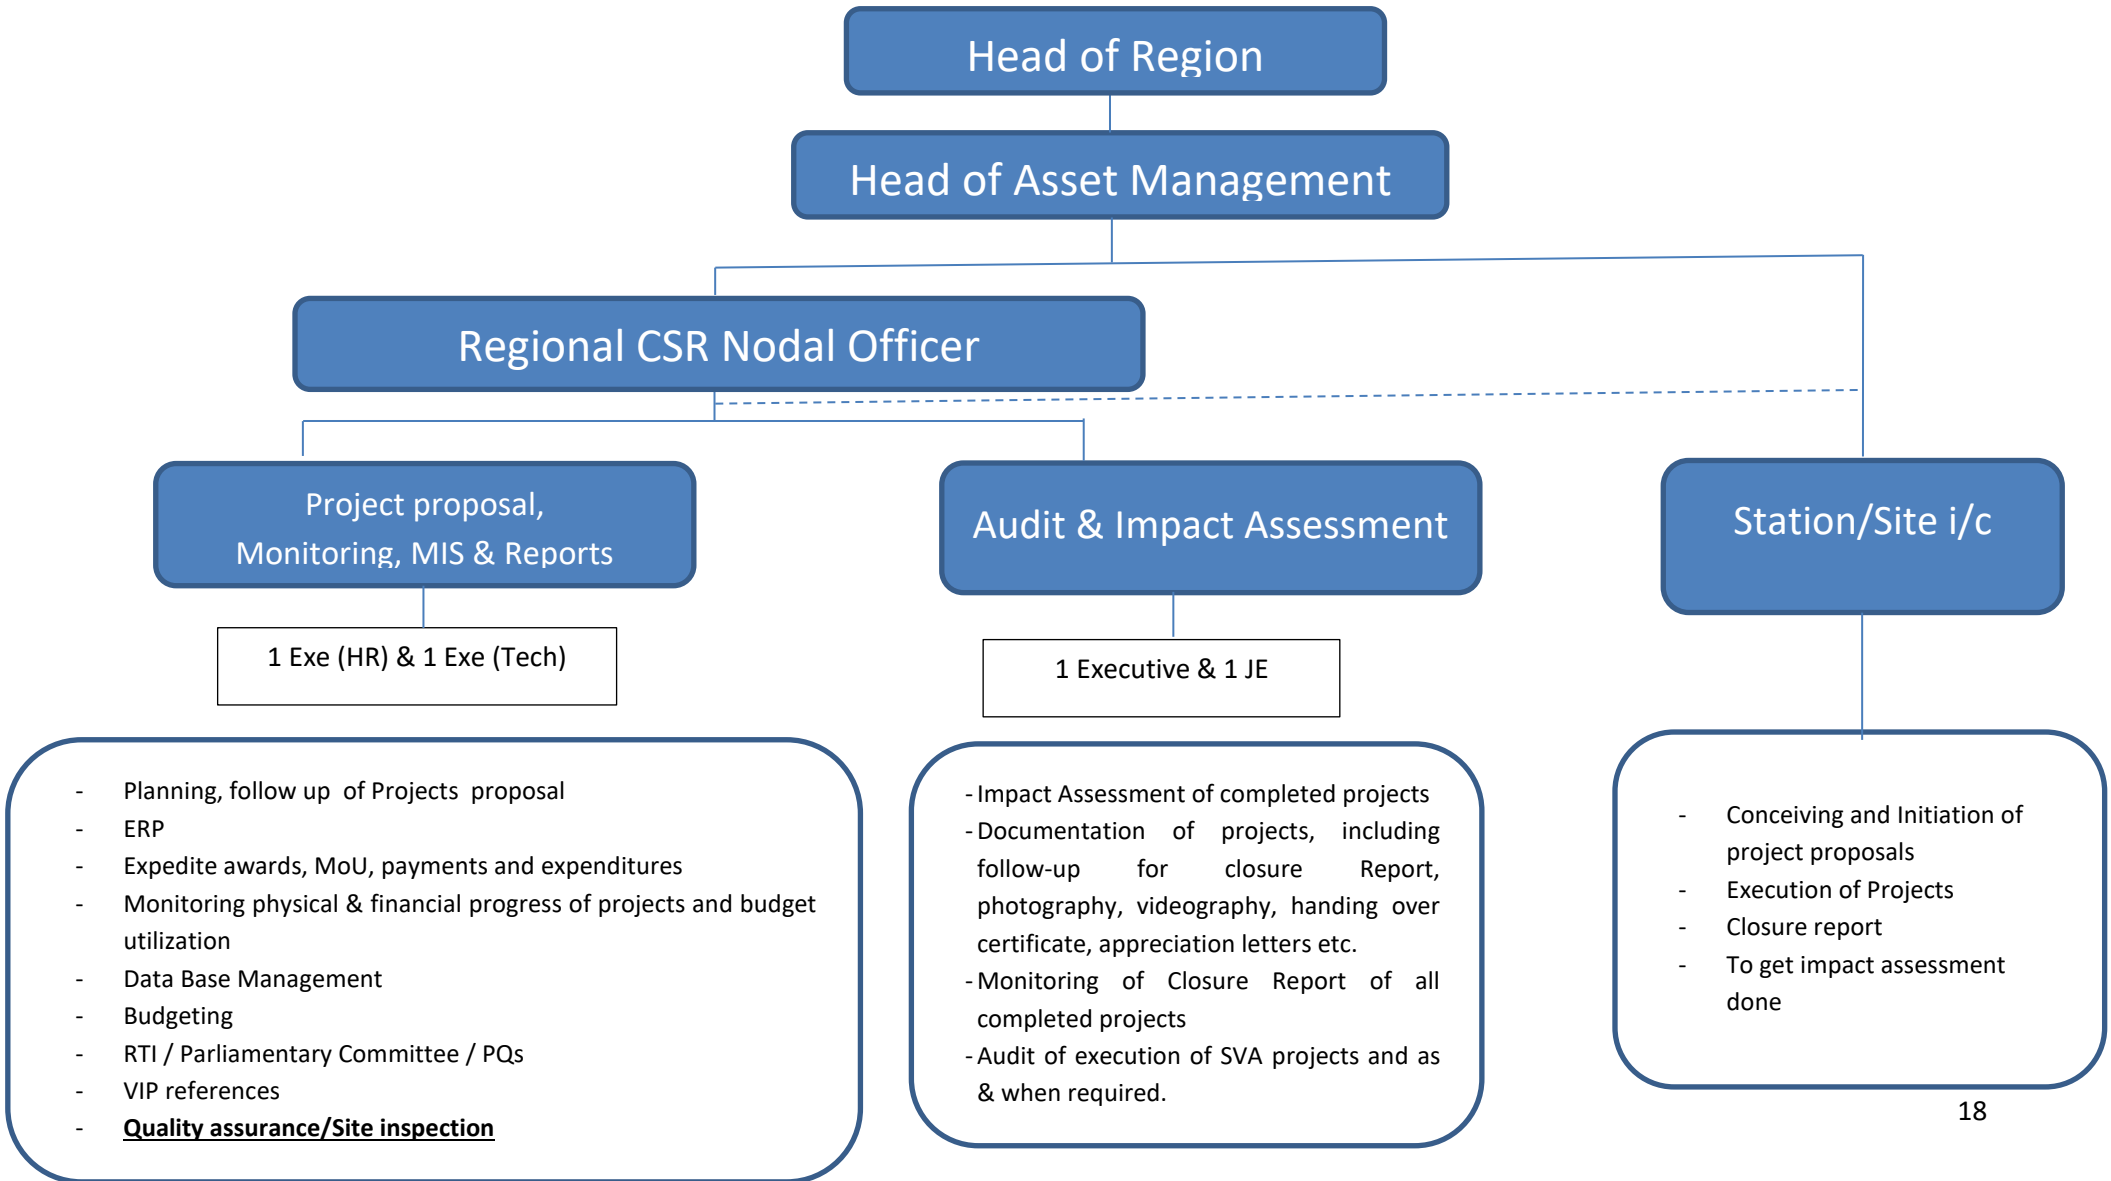 Head of Region
Head of Asset Management
Regional CSR Nodal Officer
Project proposal,
Monitoring, MIS & Reports
Audit & Impact Assessment
Station/Site i/c
1 Exe (HR) & 1 Exe (Tech)
1 Executive & 1 JE
- Planning, follow up of Projects proposal
- ERP
- Expedite awards, MoU, payments and expenditures
- Monitoring physical & financial progress of projects and budget
utilization
- Data Base Management
- Budgeting
- RTI / Parliamentary Committee / PQs
- VIP references
- Quality assurance/Site inspection
- Impact Assessment of completed projects
- Documentation of projects, including
follow-up for closure Report,
photography, videography, handing over
certificate, appreciation letters etc.
- Monitoring of Closure Report of all
completed projects
- Audit of execution of SVA projects and as
& when required.
- Conceiving and Initiation of
project proposals
- Execution of Projects
- Closure report
- To get impact assessment
done
18